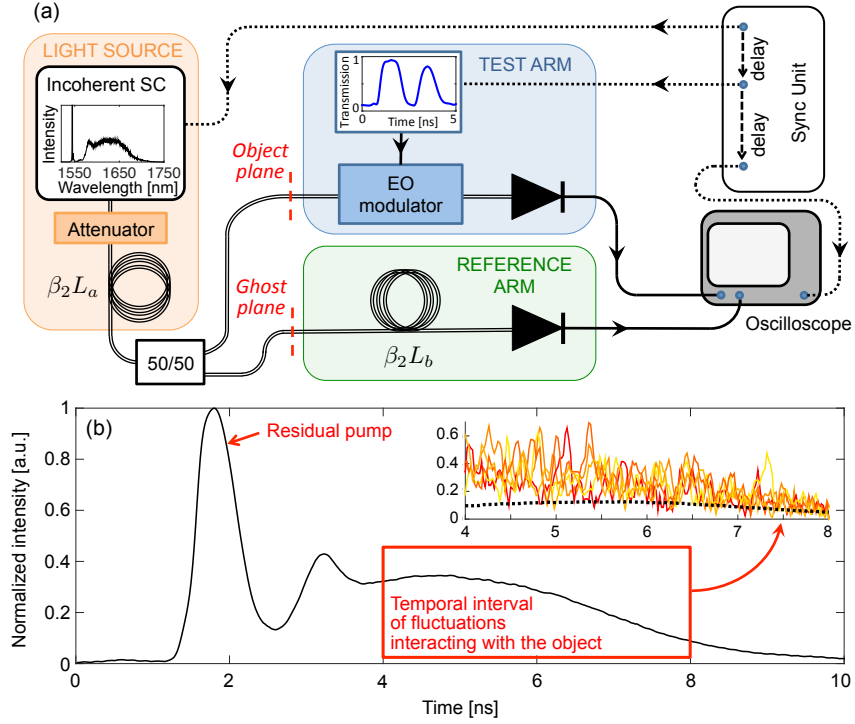 (a)
LIGHT SOURCE
Incoherent SC
Intensity
1550 1650 1750
Wavelength [nm]
Attenuator
β₂Lₐ
50/50
Object
plane
Ghost
plane
TEST ARM
Transmission
1
0
0 5
Time [ns]
EO
modulator
REFERENCE
ARM
β₂L_b
delay
delay
Sync Unit
Oscilloscope
(b)
Residual pump
Normalized intensity [a.u.]
1
0.8
0.6
0.4
0.2
0
0 2 4 6 8 10
Time [ns]
0.6
0.4
0.2
0
4 5 6 7 8
Temporal interval
of fluctuations
interacting with the object